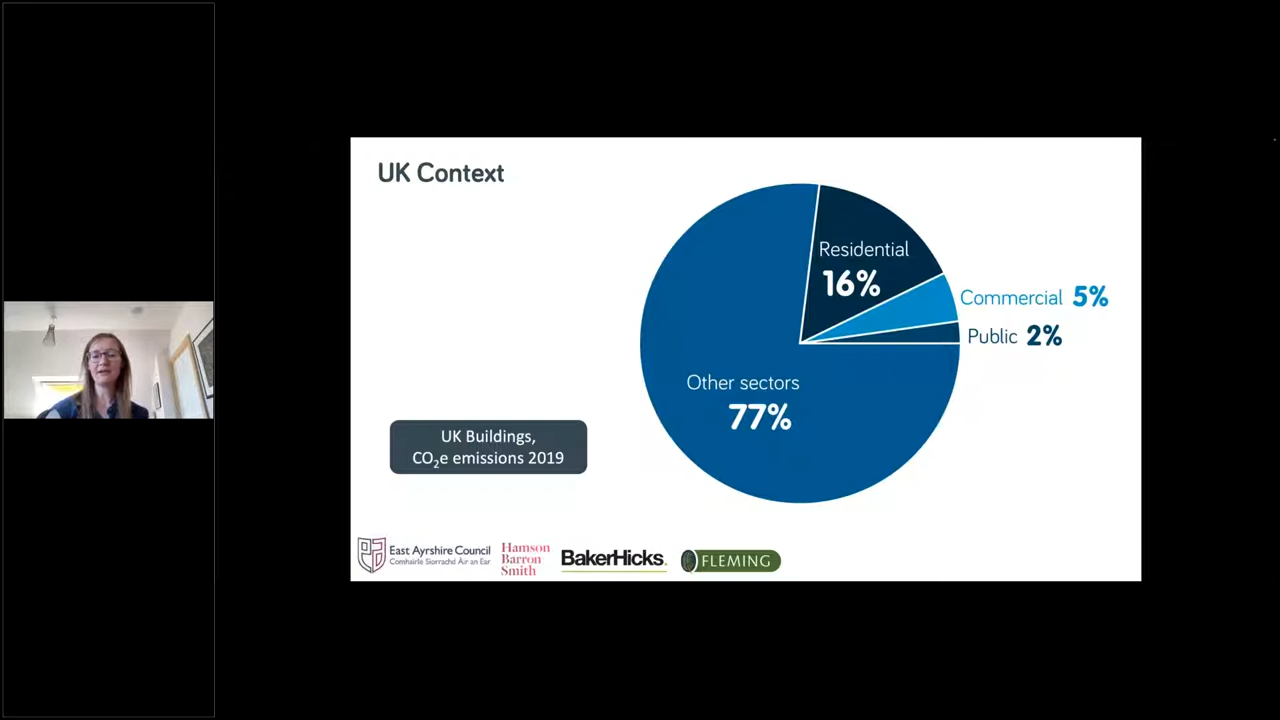 UK Context
Residential
16%
Commercial 5%
Public 2%
Other sectors
77%
UK Buildings,
CO₂e emissions 2019
East Ayrshire Council
Comhairle Siorrachd Àir an Ear
Hamson
Barron
Smith
BakerHicks.
FLEMING